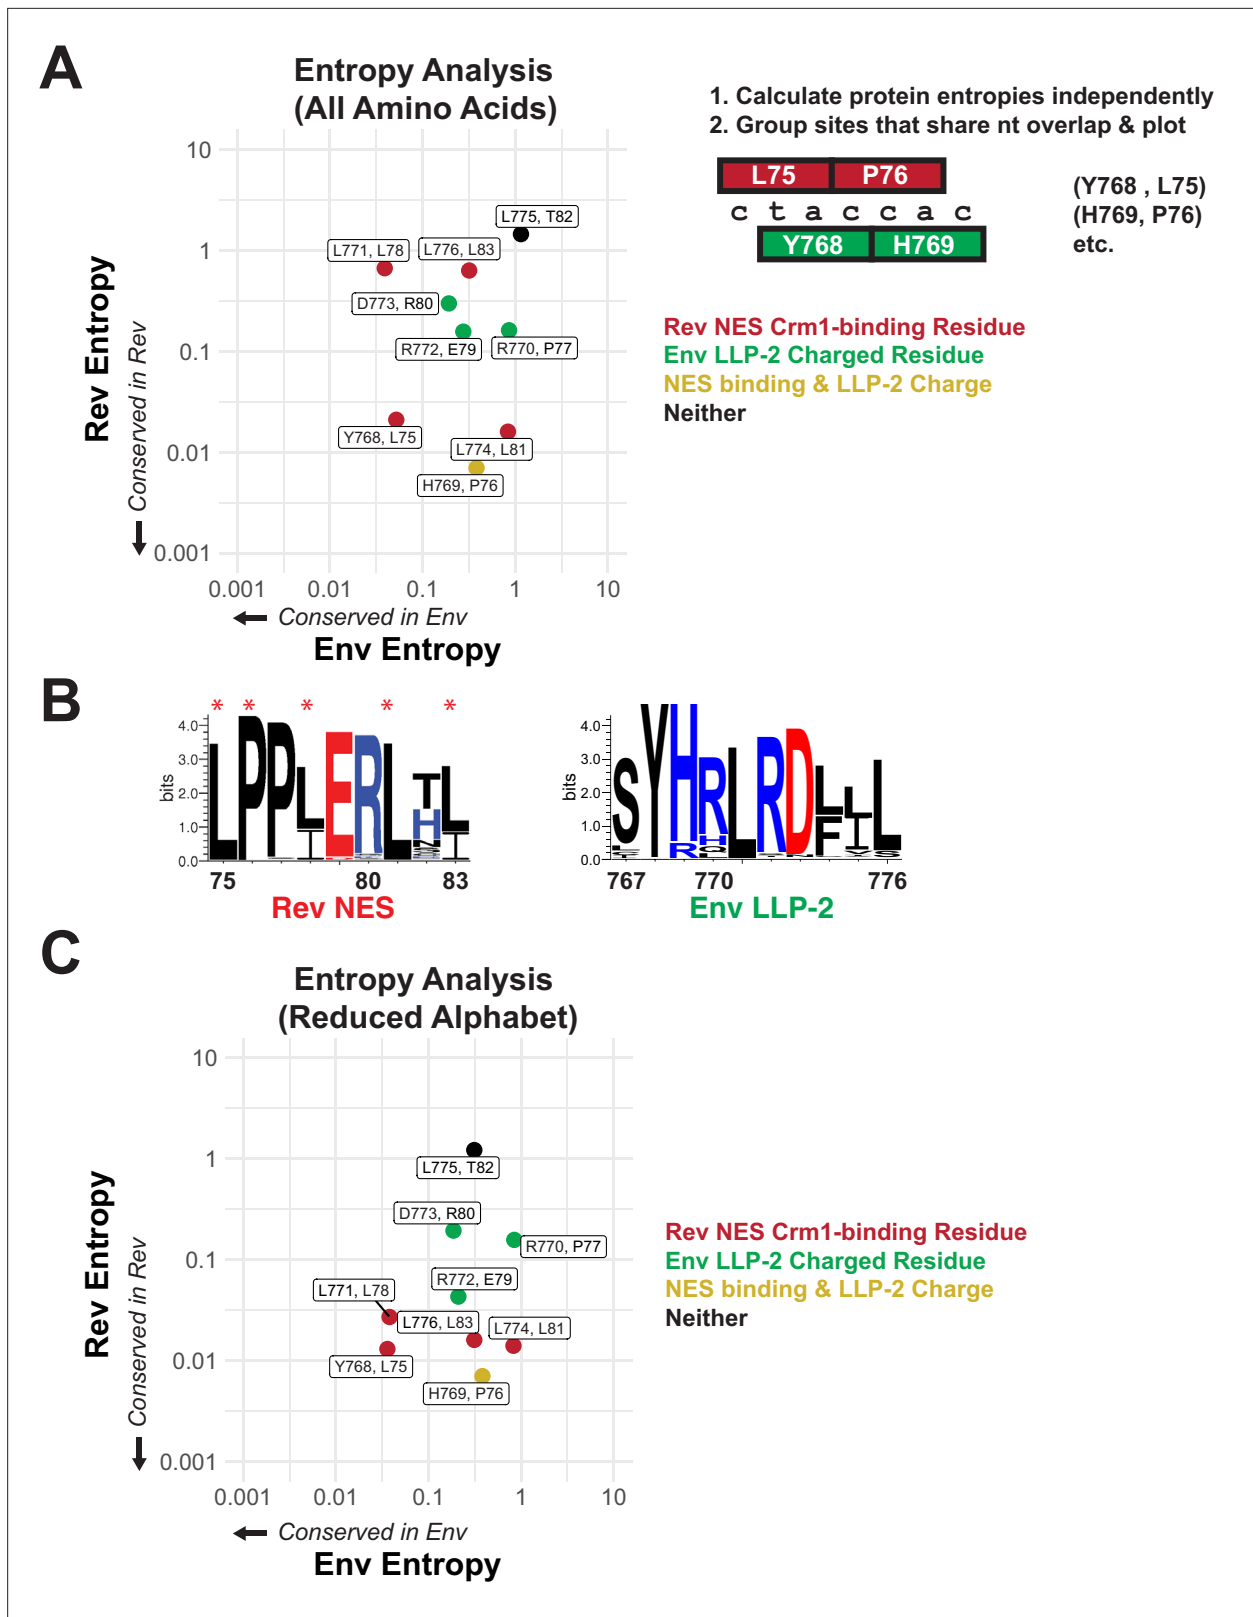 A
Entropy Analysis
(All Amino Acids)
1. Calculate protein entropies independently
2. Group sites that share nt overlap & plot
L75 P76
c t a c c a c
Y768 H769
(Y768 , L75)
(H769, P76)
etc.
Rev NES Crm1-binding Residue
Env LLP-2 Charged Residue
NES binding & LLP-2 Charge
Neither
Rev Entropy
Conserved in Rev
10
1
0.1
0.01
0.001
L775, T82
L771, L78
L776, L83
D773, R80
R772, E79
R770, P77
Y768, L75
L774, L81
H769, P76
0.001 0.01 0.1 1 10
Conserved in Env
Env Entropy
B
* * * * *
bits
4.0
3.0
2.0
1.0
0.0
LPPLERLTL
I H I
N
75 80 83
Rev NES
bits
4.0
3.0
2.0
1.0
0.0
SYHRLRDLLL
R H F I
Q
767 770 776
Env LLP-2
C
Entropy Analysis
(Reduced Alphabet)
Rev Entropy
Conserved in Rev
10
1
0.1
0.01
0.001
L775, T82
D773, R80
R770, P77
R772, E79
L771, L78
L776, L83
L774, L81
Y768, L75
H769, P76
0.001 0.01 0.1 1 10
Conserved in Env
Env Entropy
Rev NES Crm1-binding Residue
Env LLP-2 Charged Residue
NES binding & LLP-2 Charge
Neither